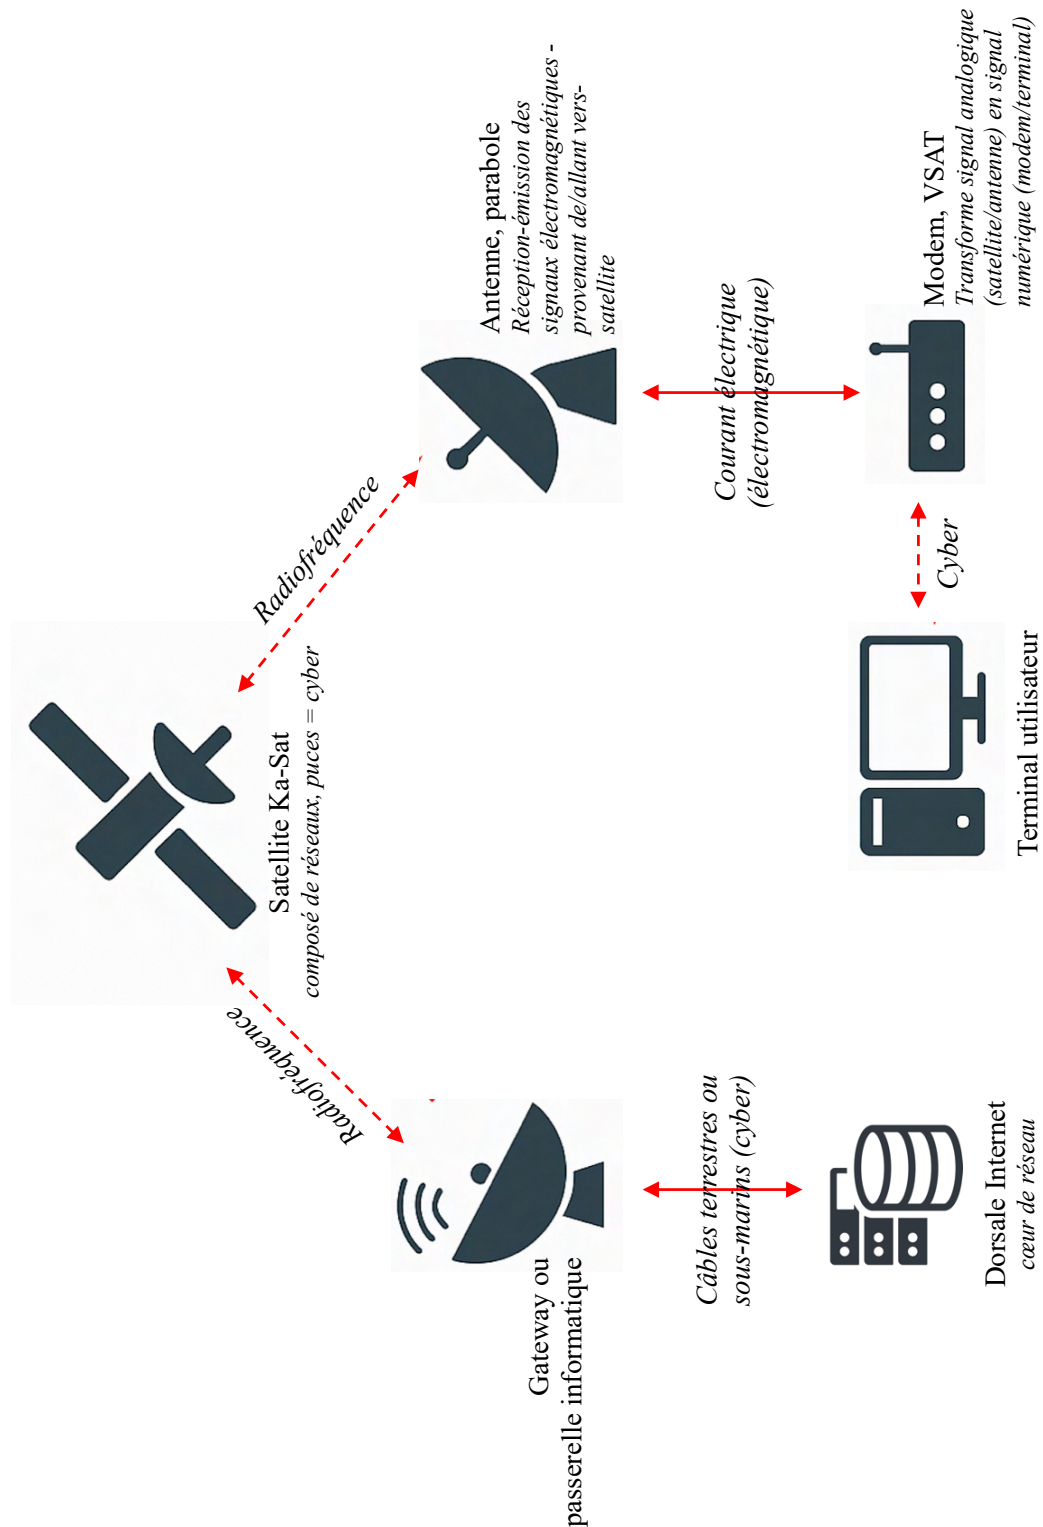 Satellite Ka-Sat
composé de réseaux, puces = cyber
Radiofréquence
Radiofréquence
Gateway ou
passerelle informatique
Antenne, parabole
Réception-émission des
signaux électromagnétiques -
provenant de/allant vers-
satellite
Câbles terrestres ou
sous-marins (cyber)
Courant électrique
(électromagnétique)
Dorsale Internet
cœur de réseau
Terminal utilisateur
Cyber
Modem, VSAT
Transforme signal analogique
(satellite/antenne) en signal
numérique (modem/terminal)